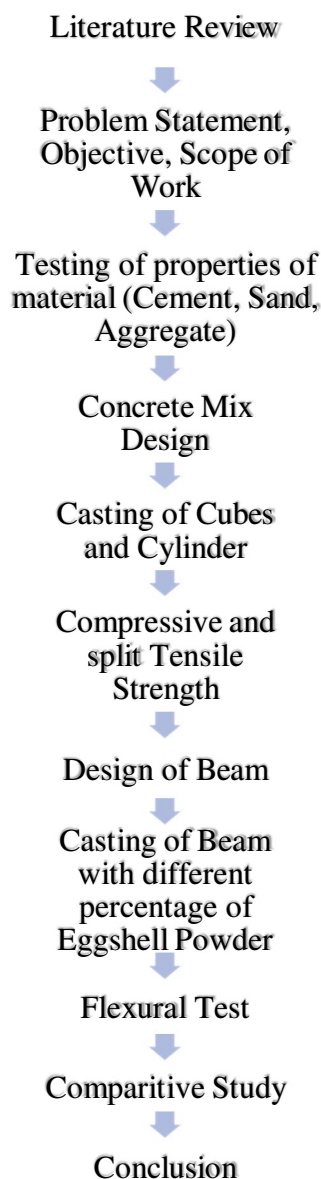 Literature Review
Problem Statement,
Objective, Scope of
Work
Testing of properties of
material (Cement, Sand,
Aggregate)
Concrete Mix
Design
Casting of Cubes
and Cylinder
Compressive and
split Tensile
Strength
Design of Beam
Casting of Beam
with different
percentage of
Eggshell Powder
Flexural Test
Comparitive Study
Conclusion